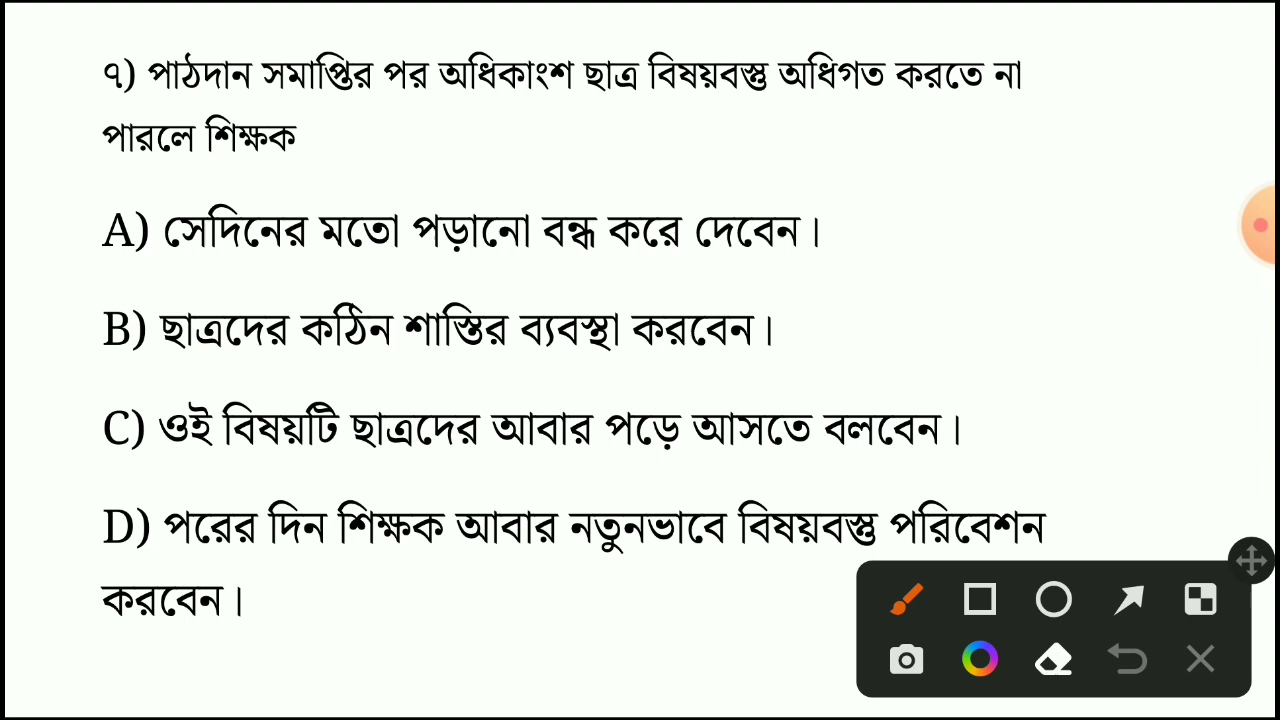 ৭) পাঠদান সমাপ্তির পর অধিকাংশ ছাত্র বিষয়বস্তু অধিগত করতে না
পারলে শিক্ষক
A) সেদিনের মতো পড়ানো বন্ধ করে দেবেন।
B) ছাত্রদের কঠিন শাস্তির ব্যবস্থা করবেন।
C) ওই বিষয়টি ছাত্রদের আবার পড়ে আসতে বলবেন।
D) পরের দিন শিক্ষক আবার নতুনভাবে বিষয়বস্তু পরিবেশন
করবেন।